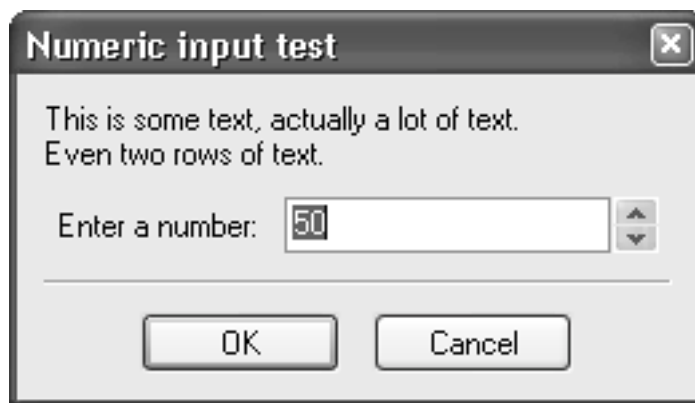 Numeric input test
This is some text, actually a lot of text.
Even two rows of text.
Enter a number: 50
OK Cancel